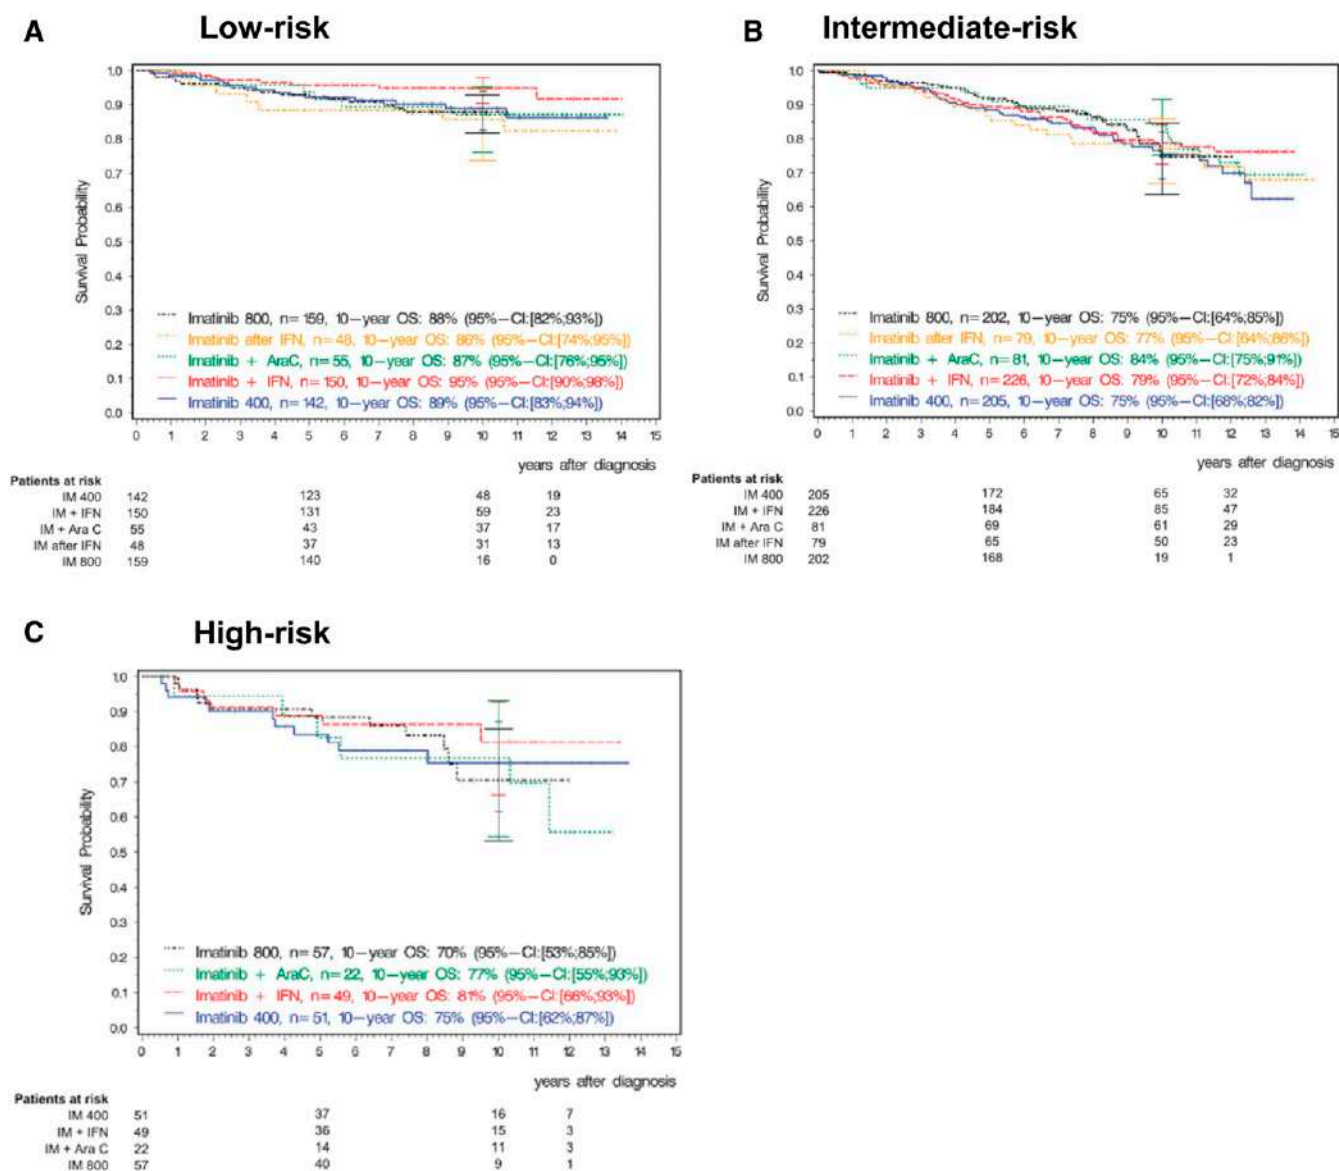 A Low-risk
Survival Probability
1.0
0.9
0.8
0.7
0.6
0.5
0.4
0.3
0.2
0.1
0.0
Imatinib 800, n=159, 10-year OS: 88% (95%-CI:[82%;93%])
Imatinib after IFN, n=48, 10-year OS: 86% (95%-CI:[74%;95%])
Imatinib + AraC, n=55, 10-year OS: 87% (95%-CI:[76%;95%])
Imatinib + IFN, n=150, 10-year OS: 95% (95%-CI:[90%;98%])
Imatinib 400, n=142, 10-year OS: 89% (95%-CI:[83%;94%])
0 1 2 3 4 5 6 7 8 9 10 11 12 13 14 15
years after diagnosis
Patients at risk
IM 400 142 123 48 19
IM + IFN 150 131 59 23
IM + Ara C 55 43 37 17
IM after IFN 48 37 31 13
IM 800 159 140 16 0
B Intermediate-risk
Survival Probability
1.0
0.9
0.8
0.7
0.6
0.5
0.4
0.3
0.2
0.1
0.0
Imatinib 800, n=202, 10-year OS: 75% (95%-CI:[64%;85%])
Imatinib after IFN, n=79, 10-year OS: 77% (95%-CI:[64%;86%])
Imatinib + AraC, n=81, 10-year OS: 84% (95%-CI:[75%;91%])
Imatinib + IFN, n=226, 10-year OS: 79% (95%-CI:[72%;84%])
Imatinib 400, n=205, 10-year OS: 75% (95%-CI:[68%;82%])
0 1 2 3 4 5 6 7 8 9 10 11 12 13 14 15
years after diagnosis
Patients at risk
IM 400 205 172 65 32
IM + IFN 226 184 85 47
IM + Ara C 81 69 61 29
IM after IFN 79 65 50 23
IM 800 202 168 19 1
C High-risk
Survival Probability
1.0
0.9
0.8
0.7
0.6
0.5
0.4
0.3
0.2
0.1
0.0
Imatinib 800, n=57, 10-year OS: 70% (95%-CI:[53%;85%])
Imatinib + AraC, n=22, 10-year OS: 77% (95%-CI:[55%;93%])
Imatinib + IFN, n=49, 10-year OS: 81% (95%-CI:[66%;93%])
Imatinib 400, n=51, 10-year OS: 75% (95%-CI:[62%;87%])
0 1 2 3 4 5 6 7 8 9 10 11 12 13 14 15
years after diagnosis
Patients at risk
IM 400 51 37 16 7
IM + IFN 49 36 15 3
IM + Ara C 22 14 11 3
IM 800 57 40 9 1